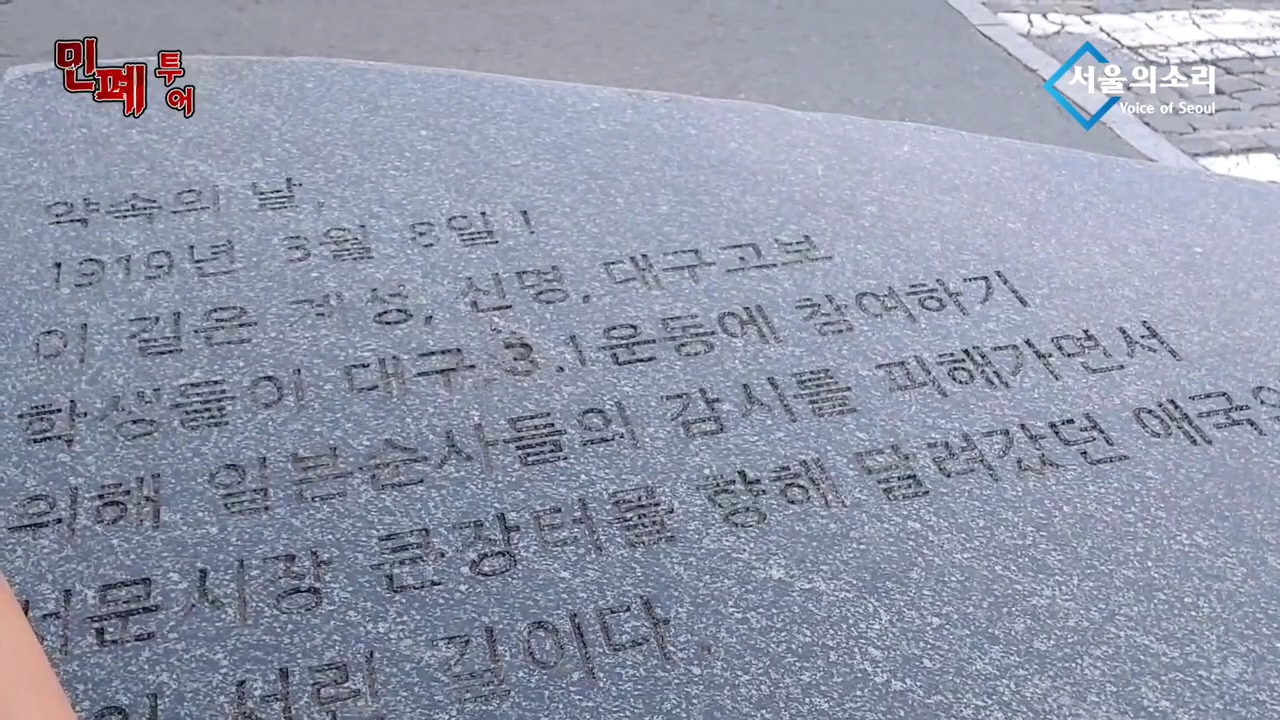 민폐투어
서울의소리
Voice of Seoul
약속의 날,
1919년 3월 8일!
이 길은 계성, 신명, 대구고보
학생들이 대구.3.1운동에 참여하기
위해 일본순사들의 감시를 피해가면서
서문시장 큰장터를 향해 달려갔던 애국의
서린 길이다.